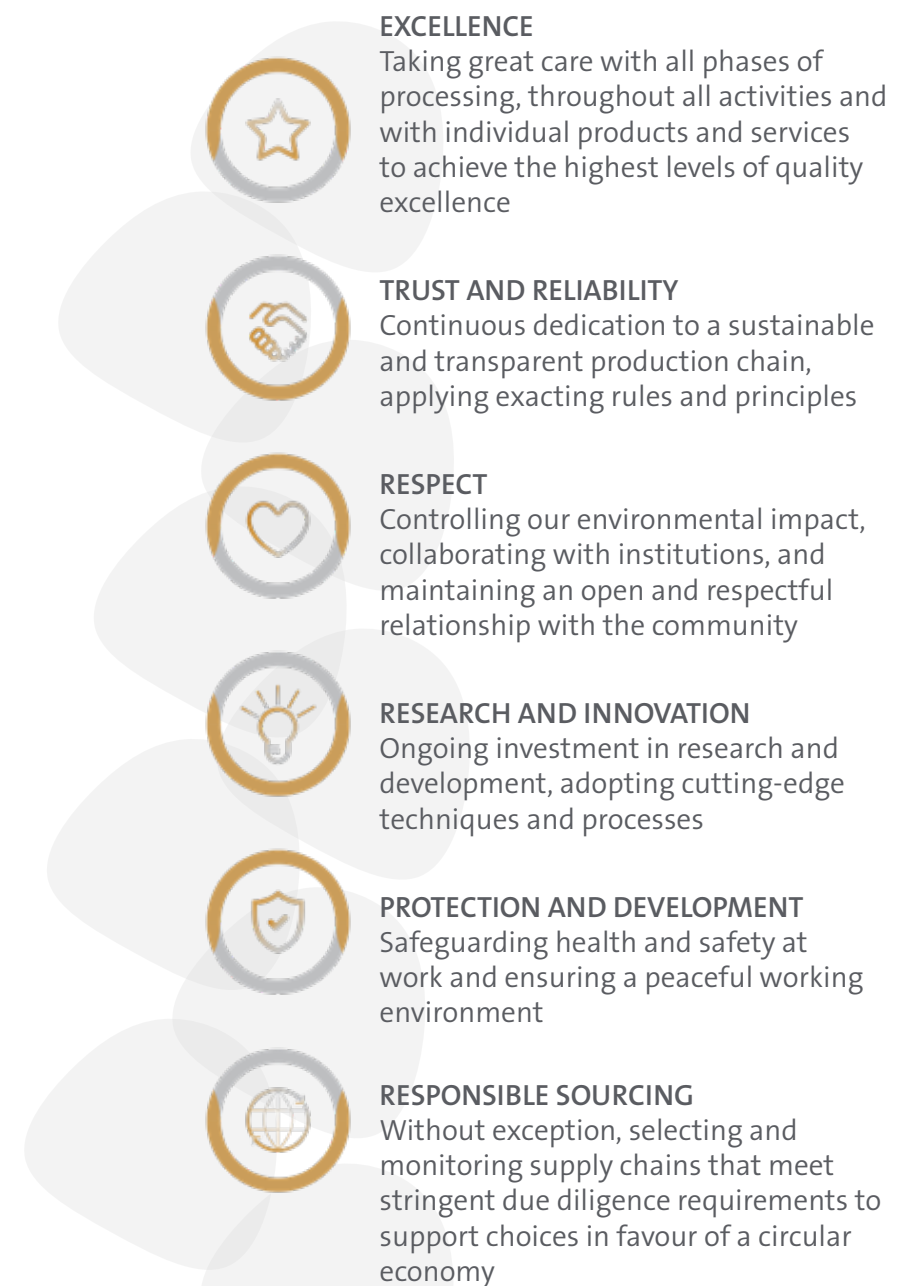 EXCELLENCE
Taking great care with all phases of
processing, throughout all activities and
with individual products and services
to achieve the highest levels of quality
excellence
TRUST AND RELIABILITY
Continuous dedication to a sustainable
and transparent production chain,
applying exacting rules and principles
RESPECT
Controlling our environmental impact,
collaborating with institutions, and
maintaining an open and respectful
relationship with the community
RESEARCH AND INNOVATION
Ongoing investment in research and
development, adopting cutting-edge
techniques and processes
PROTECTION AND DEVELOPMENT
Safeguarding health and safety at
work and ensuring a peaceful working
environment
RESPONSIBLE SOURCING
Without exception, selecting and
monitoring supply chains that meet
stringent due diligence requirements to
support choices in favour of a circular
economy